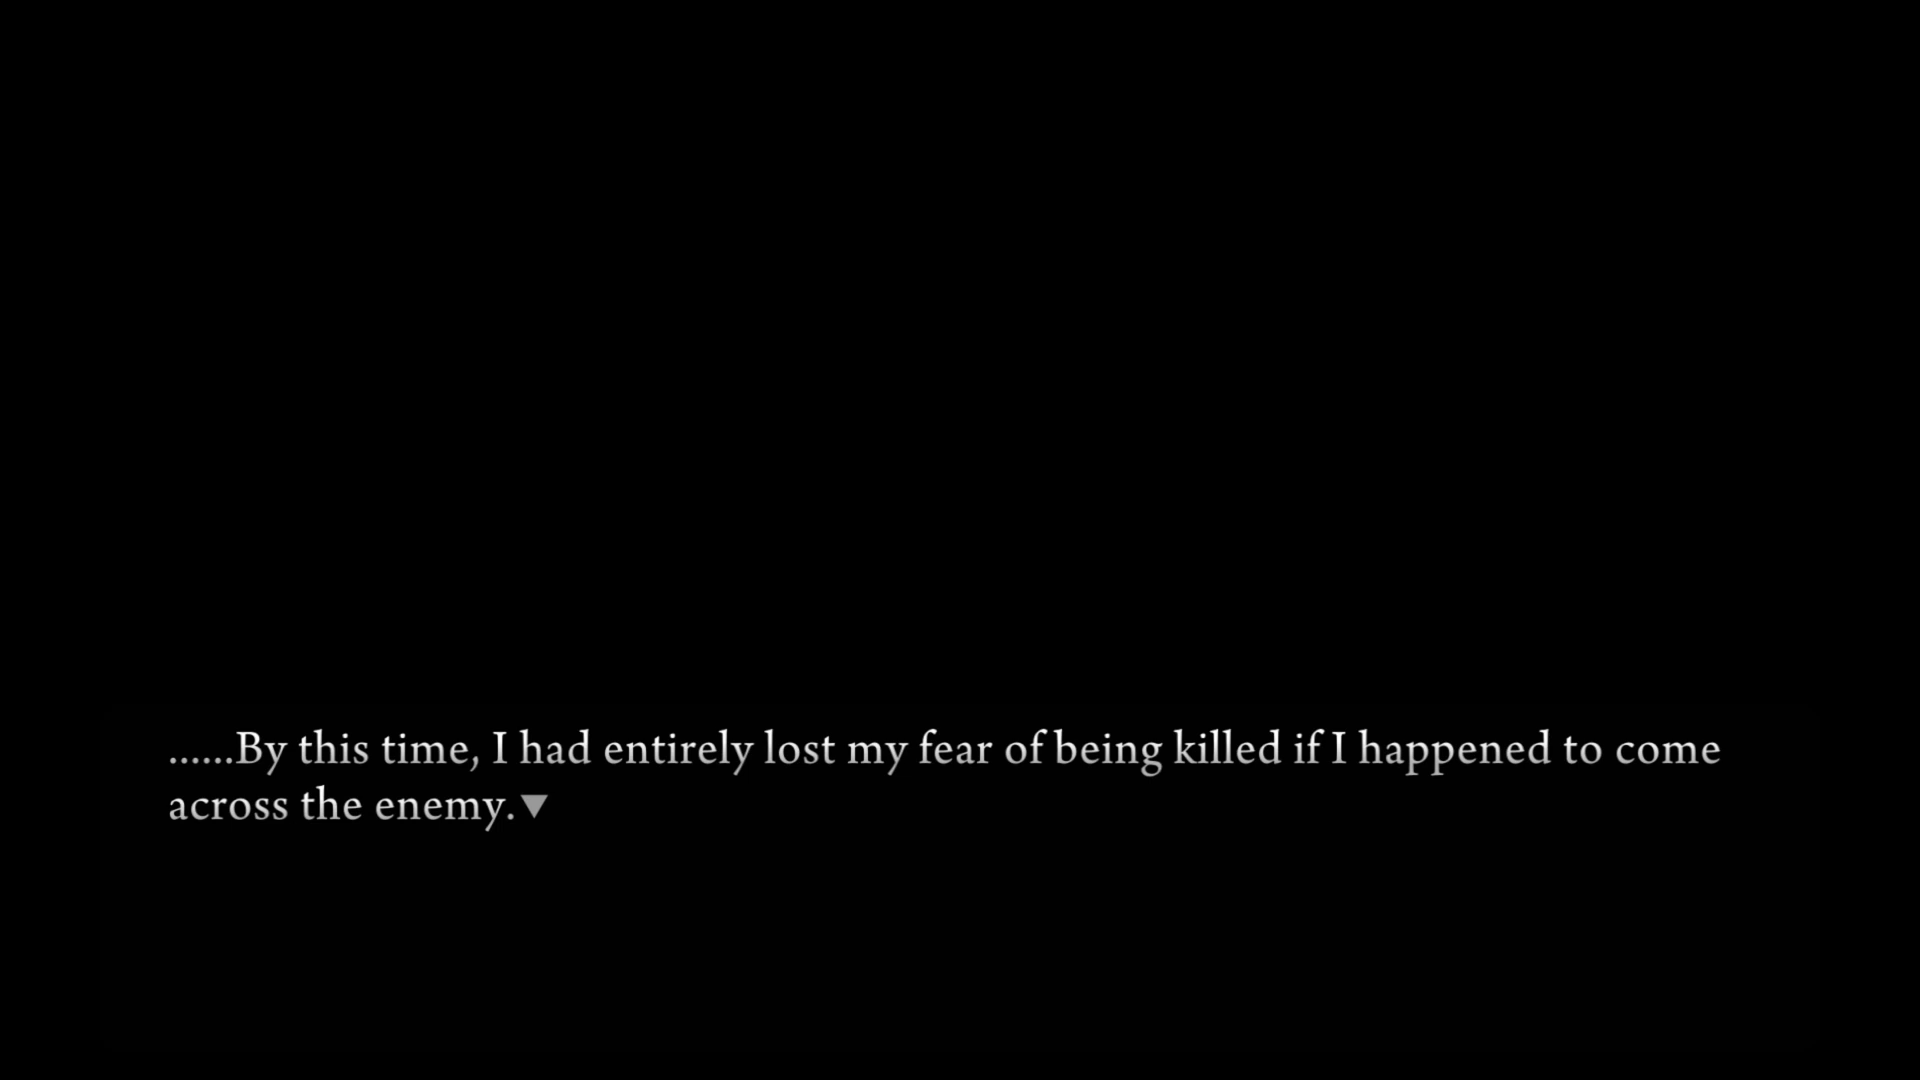 ......By this time, I had entirely lost my fear of being killed if I happened to come
across the enemy.▼